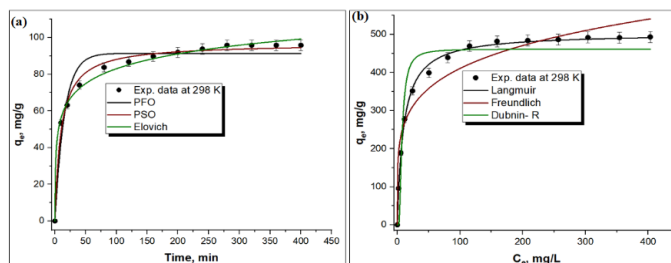 (a)
100
80
60
40
20
0
qe, mg/g
Exp. data at 298 K
PFO
PSO
Elovich
0 50 100 150 200 250 300 350 400 450
Time, min
(b)
500
400
300
200
100
0
qe, mg/g
Exp. data at 298 K
Langmuir
Freundlich
Dubnin- R
0 100 200 300 400
Ce, mg/L